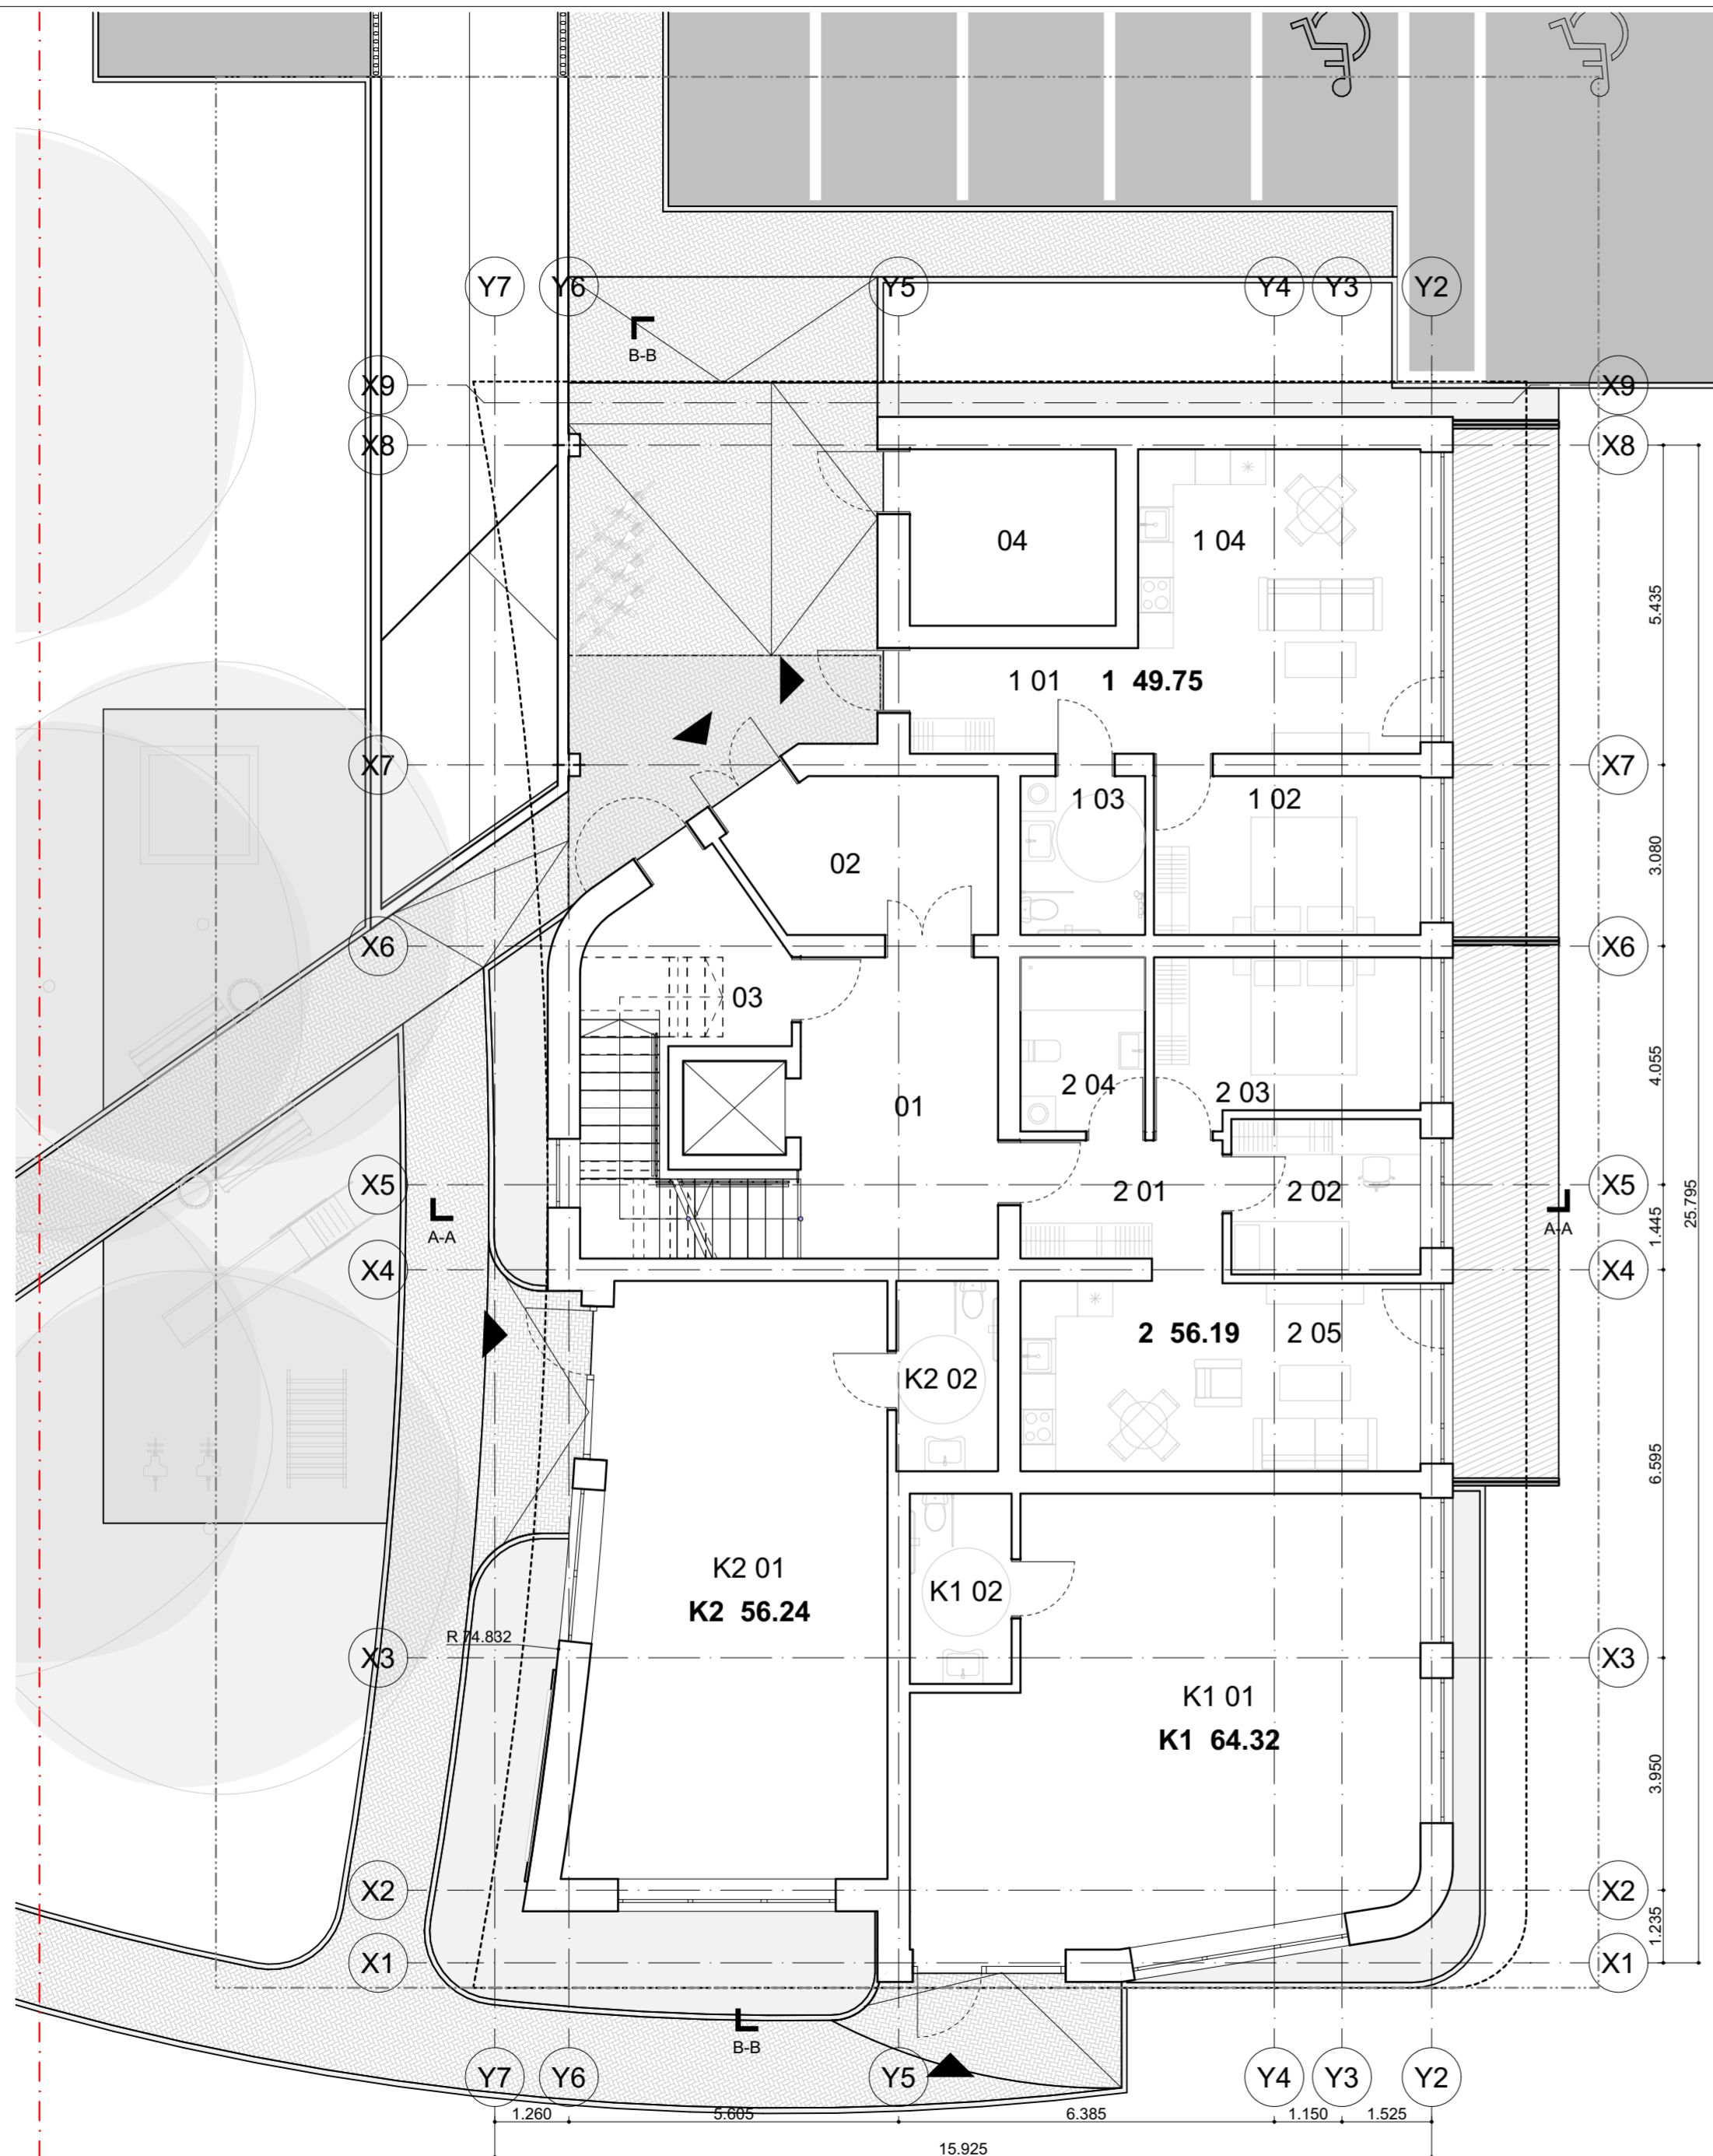 Y7 Y6 Y5 Y4 Y3 Y2
B-B
X9 X9
X8 X8
04 1 04
5.435
1 01 1 49.75
X7 X7
1 03 1 02
02
3.080
X6 X6
03
4.055
2 04 2 03
01
X5 2 01 2 02 X5
A-A A-A
1.445
25.795
X4 X4
2 56.19 2 05
K2 02
6.595
K2 01
K2 56.24
K1 02
R 74.832
X3 X3
K1 01
K1 64.32
3.950
X2 X2
1.235
X1 X1
B-B
Y7 Y6 Y5 Y4 Y3 Y2
1.260 5.605 6.385 1.150 1.525
15.925